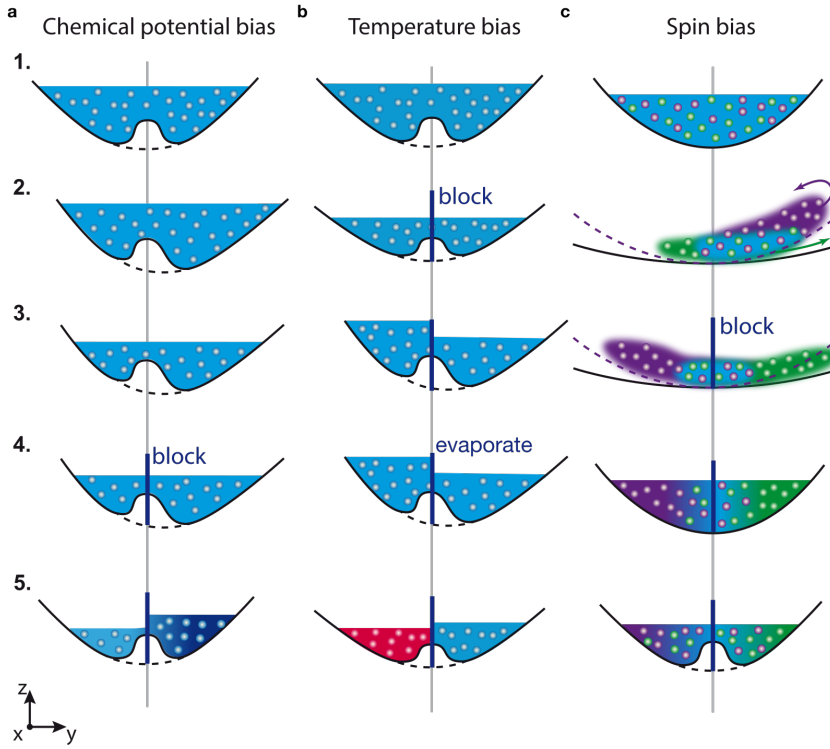 a Chemical potential bias b Temperature bias c Spin bias
1.
2.
block
3.
block
4.
block
evaporate
5.
z
x
y